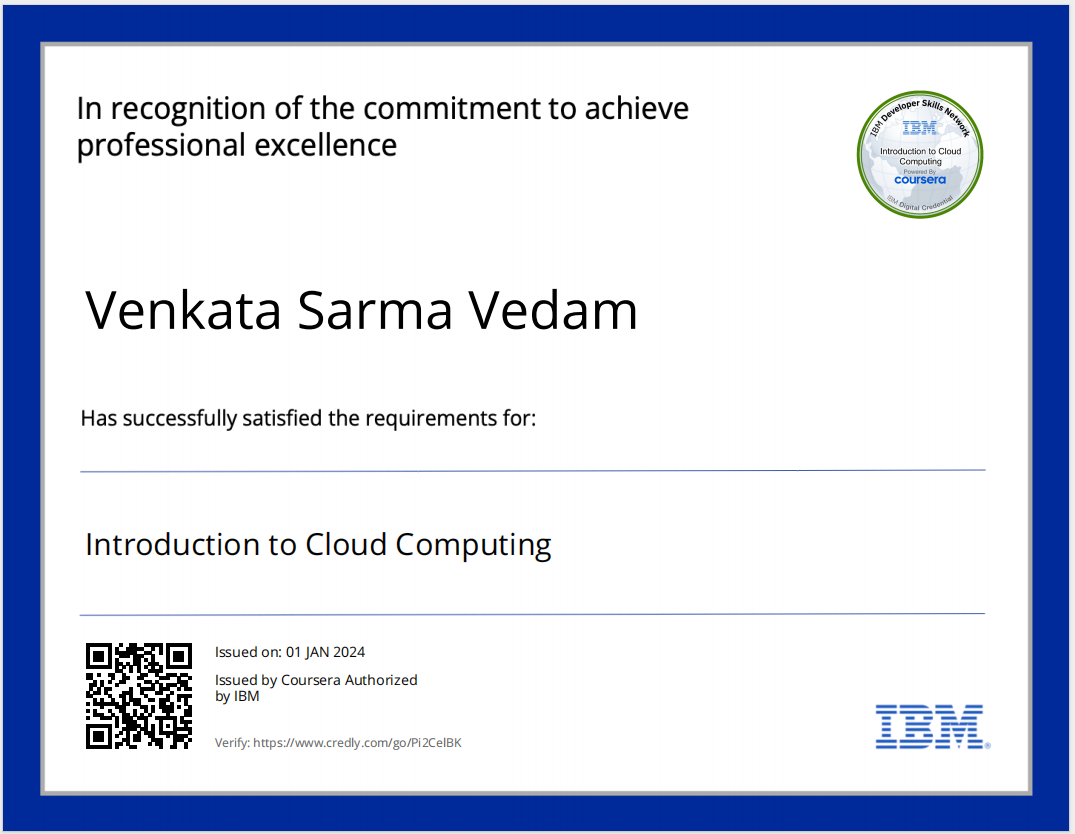 In recognition of the commitment to achieve
professional excellence
IBM Developer Skills Network
IBM
Introduction to Cloud
Computing
Powered By
coursera
IBM Digital Credential
Venkata Sarma Vedam
Has successfully satisfied the requirements for:
Introduction to Cloud Computing
Issued on: 01 JAN 2024
Issued by Coursera Authorized
by IBM
Verify: https://www.credly.com/go/Pi2CelBK
IBM®